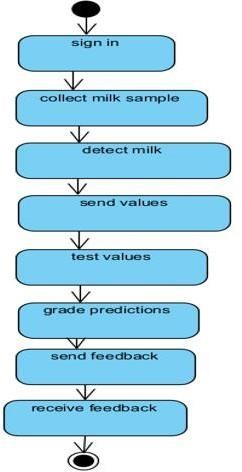 sign in
collect milk sample
detect milk
send values
test values
grade predictions
send feedback
receive feedback